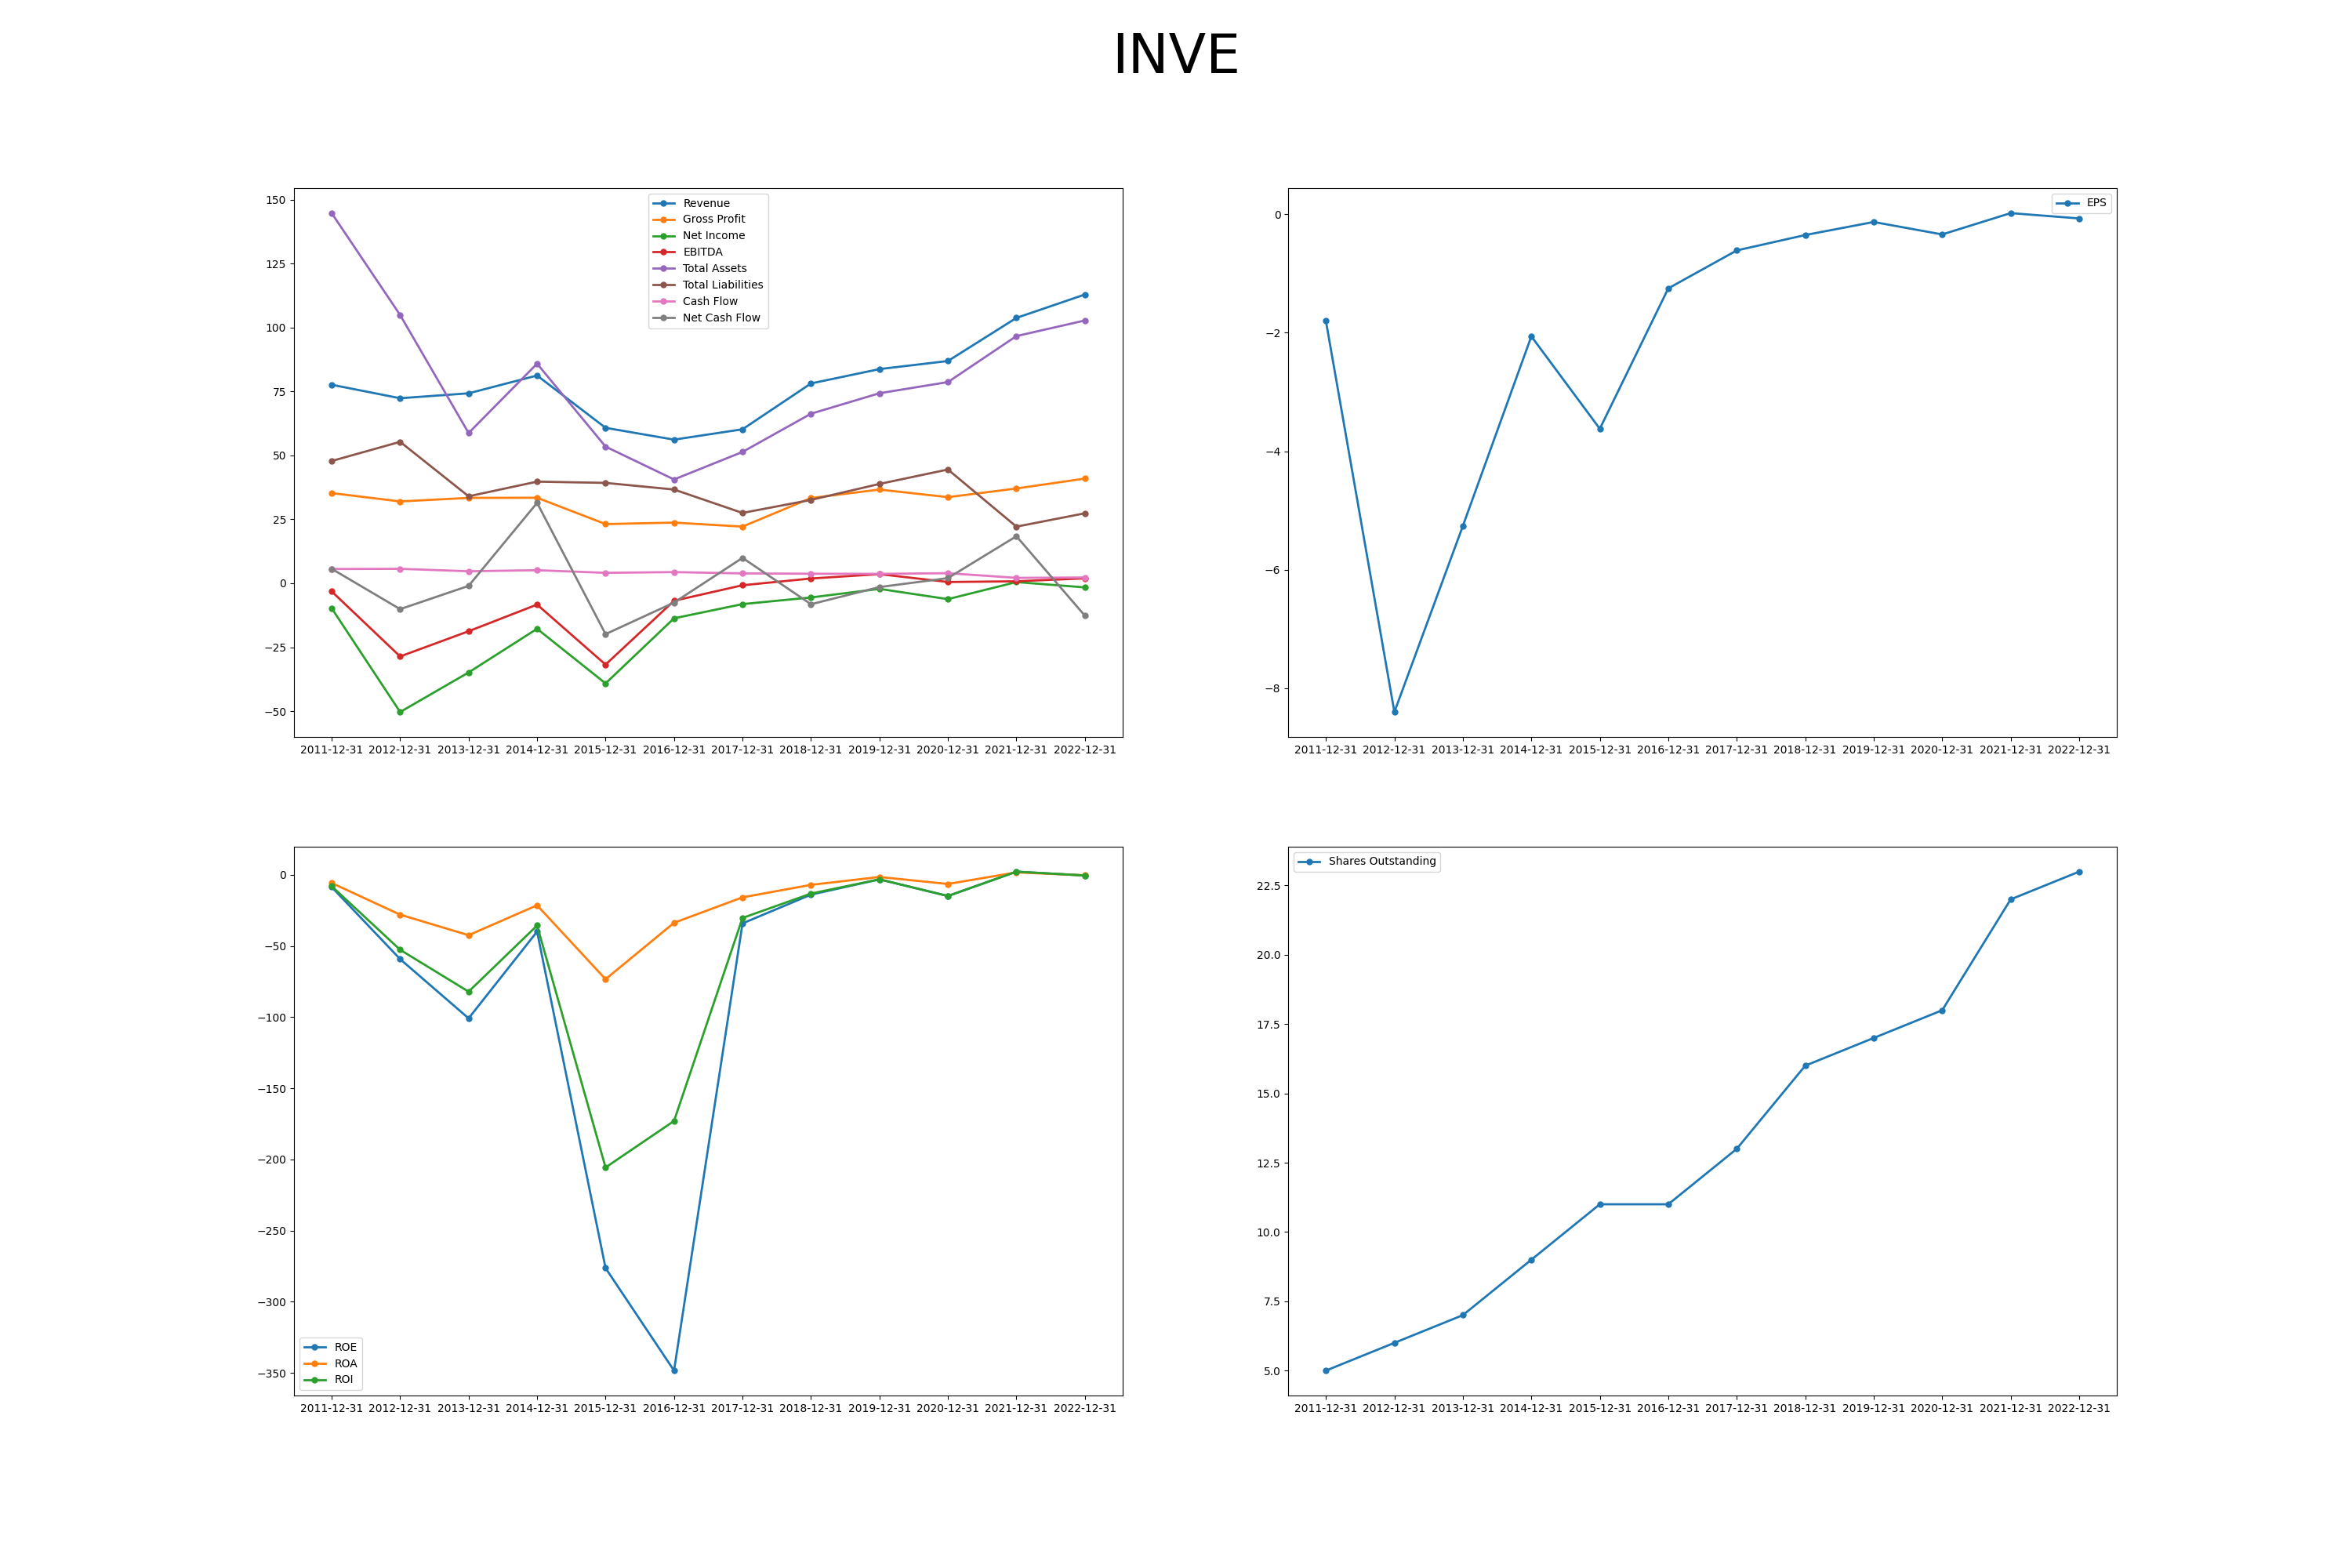 INVE
150
125
100
75
50
25
0
−25
−50
Revenue
Gross Profit
Net Income
EBITDA
Total Assets
Total Liabilities
Cash Flow
Net Cash Flow
2011-12-31 2012-12-31 2013-12-31 2014-12-31 2015-12-31 2016-12-31 2017-12-31 2018-12-31 2019-12-31 2020-12-31 2021-12-31 2022-12-31
0
−2
−4
−6
−8
EPS
2011-12-31 2012-12-31 2013-12-31 2014-12-31 2015-12-31 2016-12-31 2017-12-31 2018-12-31 2019-12-31 2020-12-31 2021-12-31 2022-12-31
0
−50
−100
−150
−200
−250
−300
−350
ROE
ROA
ROI
2011-12-31 2012-12-31 2013-12-31 2014-12-31 2015-12-31 2016-12-31 2017-12-31 2018-12-31 2019-12-31 2020-12-31 2021-12-31 2022-12-31
Shares Outstanding
22.5
20.0
17.5
15.0
12.5
10.0
7.5
5.0
2011-12-31 2012-12-31 2013-12-31 2014-12-31 2015-12-31 2016-12-31 2017-12-31 2018-12-31 2019-12-31 2020-12-31 2021-12-31 2022-12-31